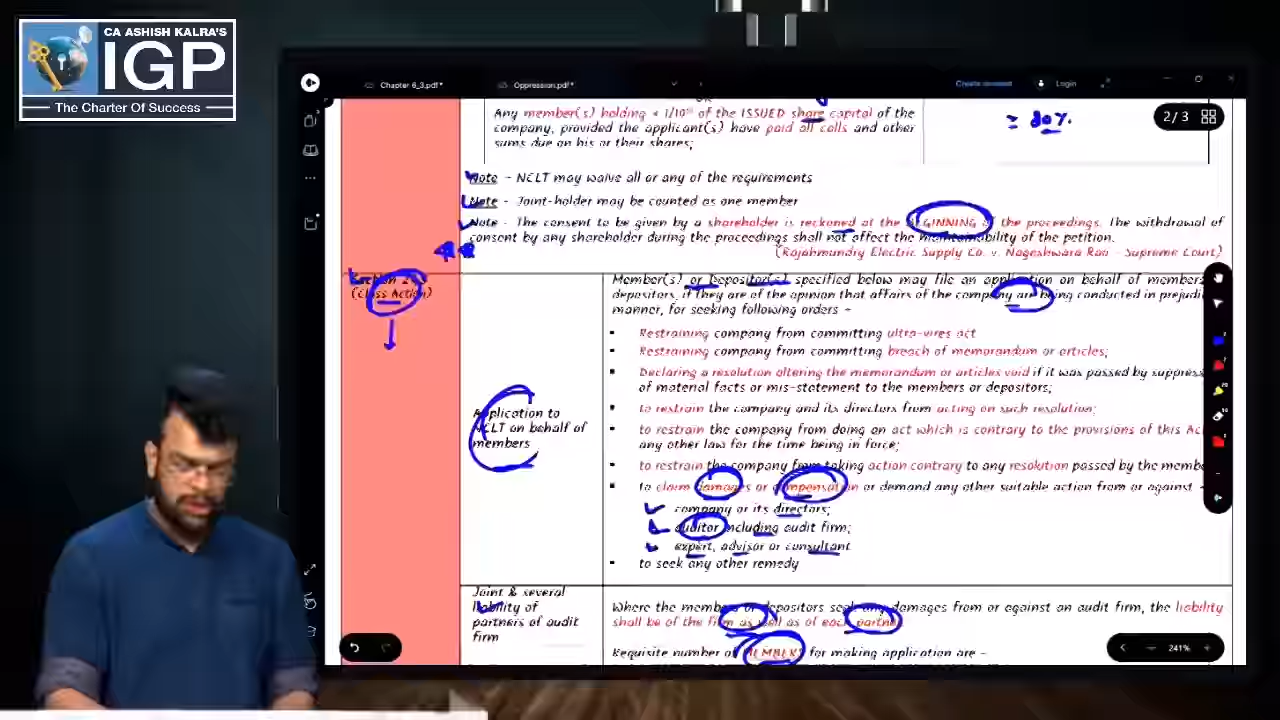 CA ASHISH KALRA'S
IGP
The Charter Of Success
Chapter 6_3.pdf*
Oppression.pdf*
Login
2/3
241%
Any member(s) holding < 1/10th of the ISSUED share capital of the
company, provided the applicant(s) have paid all calls and other
sums due on his or their shares;
= 20%
Note - NCLT may waive all or any of the requirements
Note - Joint-holder may be counted as one member
Note - The consent to be given by a shareholder is reckoned at the the proceedings. The withdrawal of
consent by any shareholder during the proceedings shall not affect the maintainability of the petition.
(Rajahmundry Electric Supply Co. v. Nageshwara Rao - Supreme Court)
(Class Action)
Application to
NCLT on behalf of
members
Member(s) or Depositor(s) specified below may file an application on behalf of members
depositors, if they are of the opinion that affairs of the company are being conducted in prejudi
manner, for seeking following orders -
▪ Restraining company from committing ultra-vires act
▪ Restraining company from committing breach of memorandum or articles;
▪ Declaring a resolution altering the memorandum or articles void if it was passed by suppress
of material facts or mis-statement to the members or depositors;
▪ to restrain the company and its directors from acting on such resolution;
▪ to restrain the company from doing an act which is contrary to the provisions of this Act
any other law for the time being in force;
▪ to restrain the company from taking action contrary to any resolution passed by the membe
▪ to claim damages or compensation or demand any other suitable action from or against -
company or its directors;
auditor including audit firm;
expert, advisor or consultant
▪ to seek any other remedy
Joint & several
liability of
partners of audit
firm
Where the members or depositors seek any damages from or against an audit firm, the liability
shall be of the firm as well as of each partne
Requisite number of for making application are -